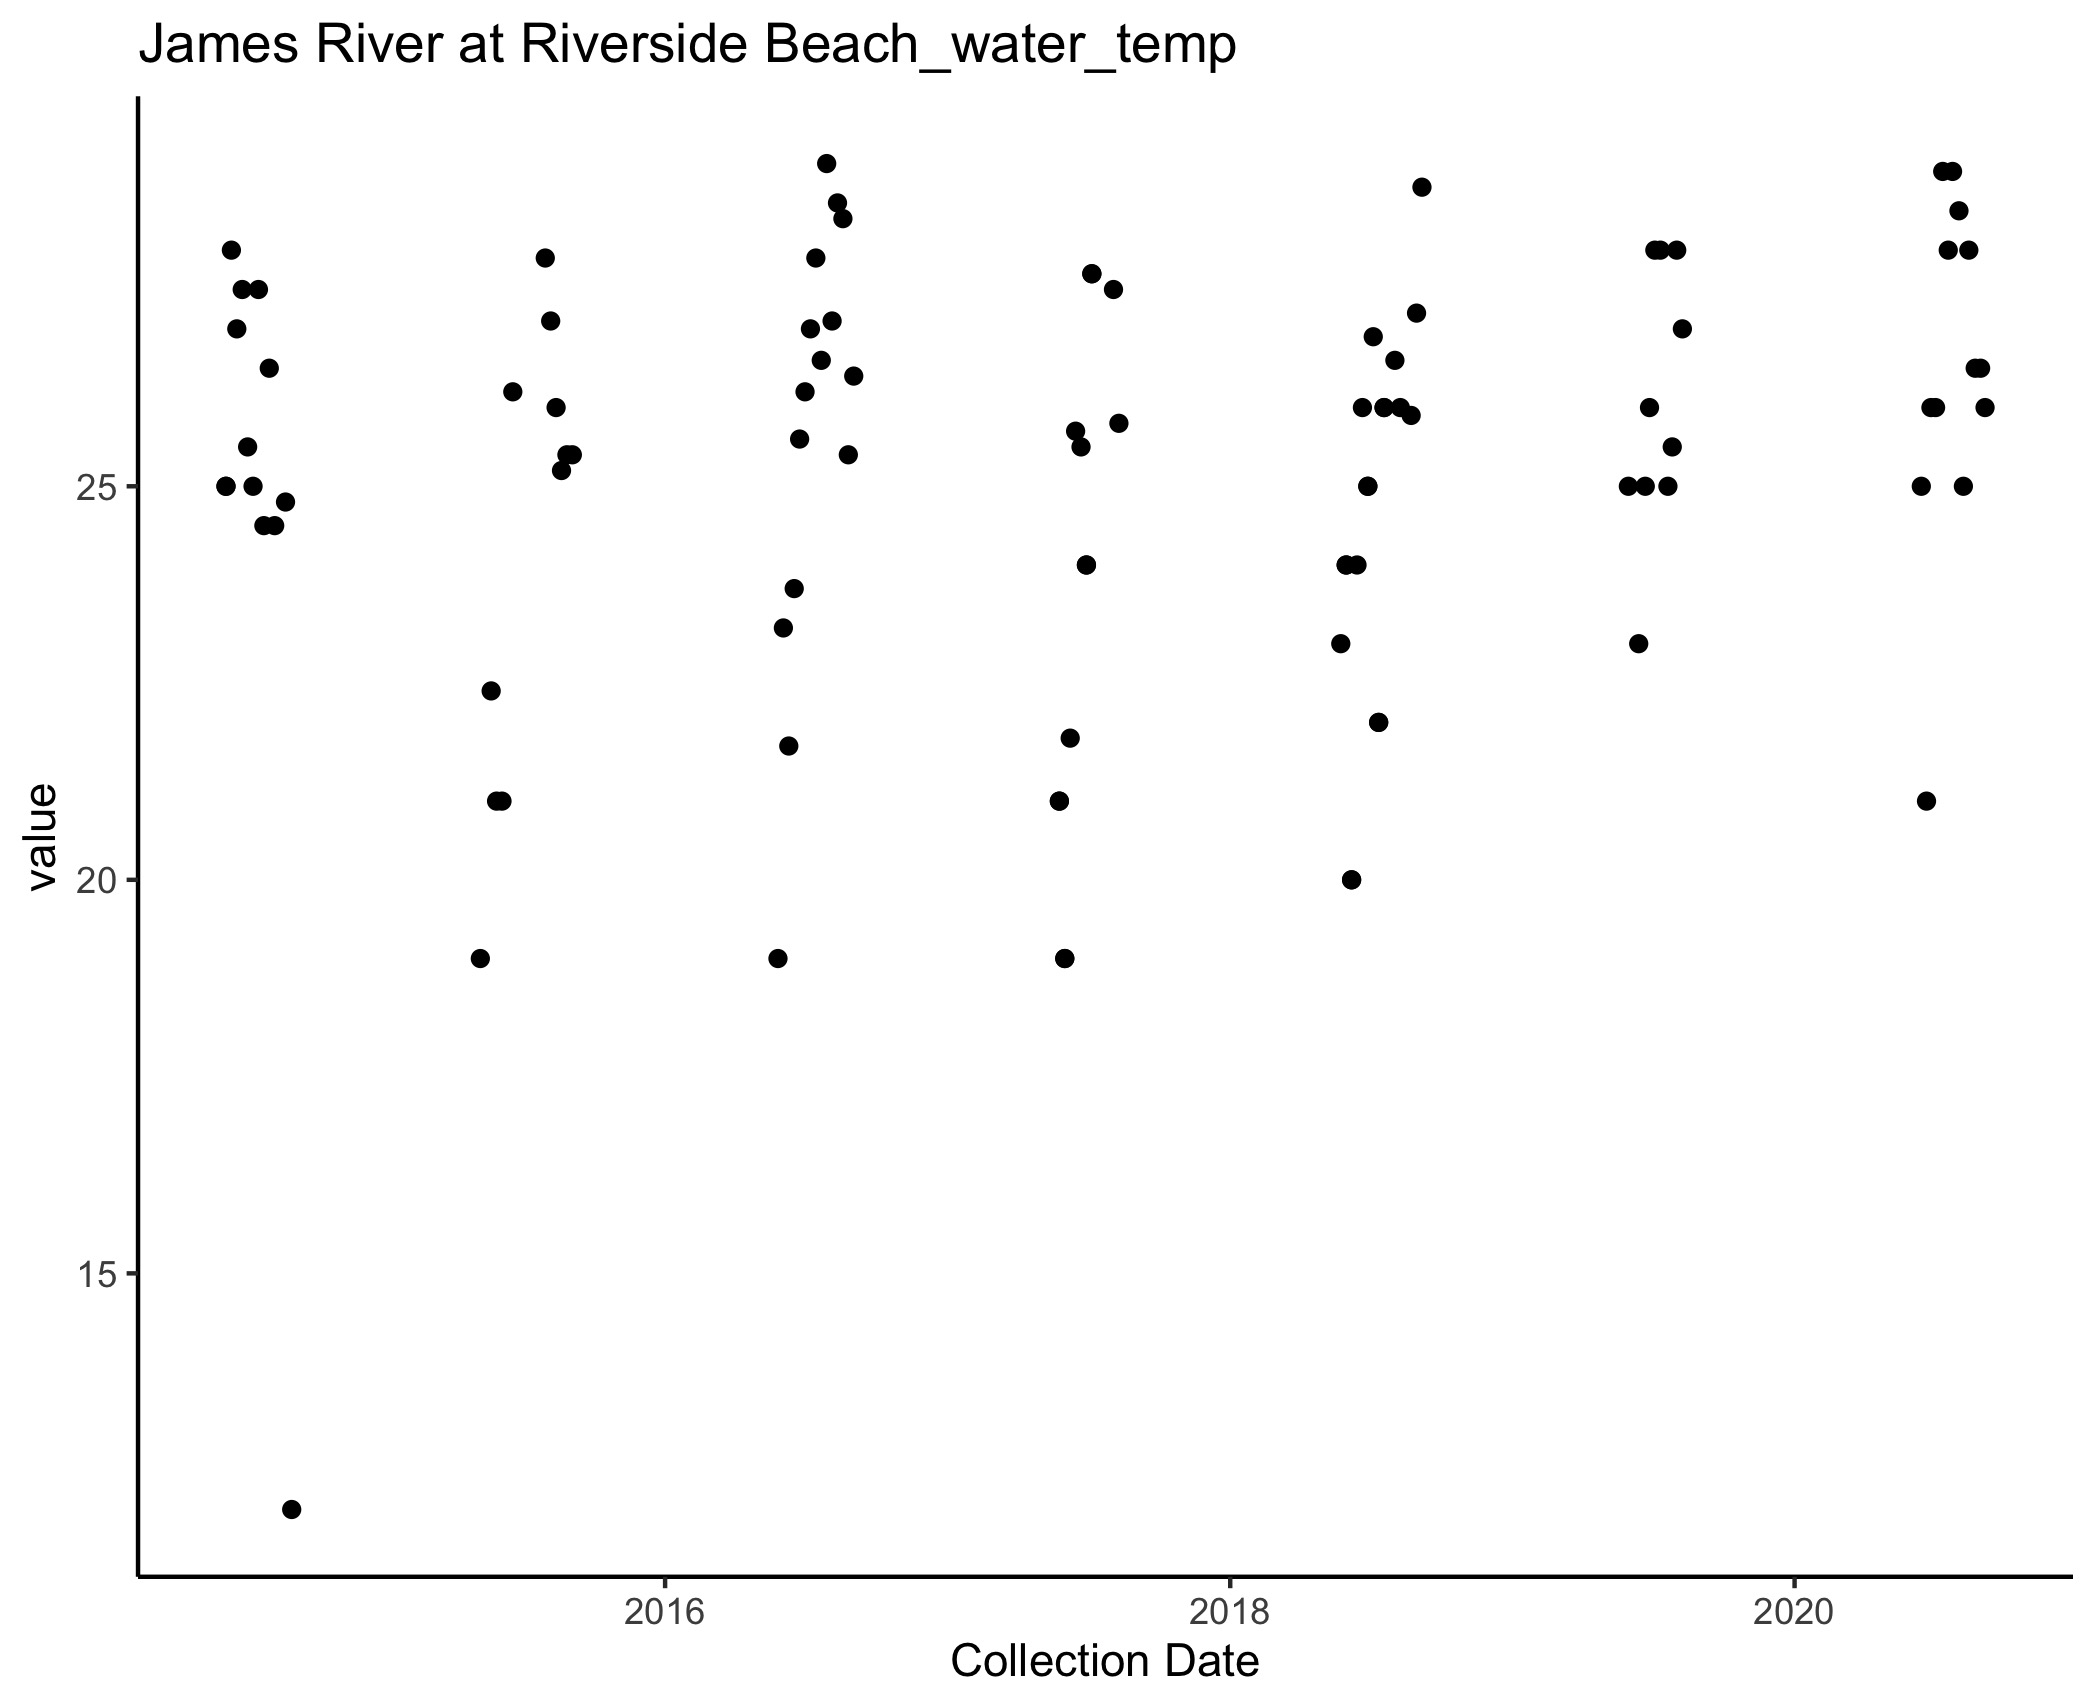 James River at Riverside Beach_water_temp
value
25
20
15
2016 2018 2020
Collection Date